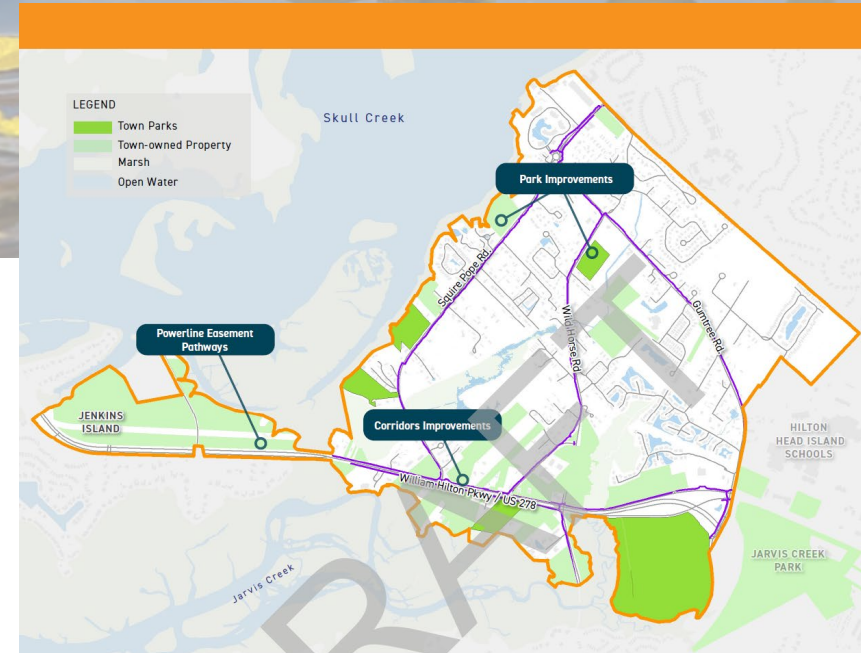 LEGEND
Town Parks
Town-owned Property
Marsh
Open Water
Skull Creek
Park Improvements
Squire Pope Rd.
Powerline Easement
Pathways
Wild Horse Rd.
Gumtree Rd.
JENKINS
ISLAND
Corridors Improvements
HILTON
HEAD ISLAND
SCHOOLS
William Hilton Pkwy / US 278
JARVIS CREEK
PARK
Jarvis Creek
DRAFT